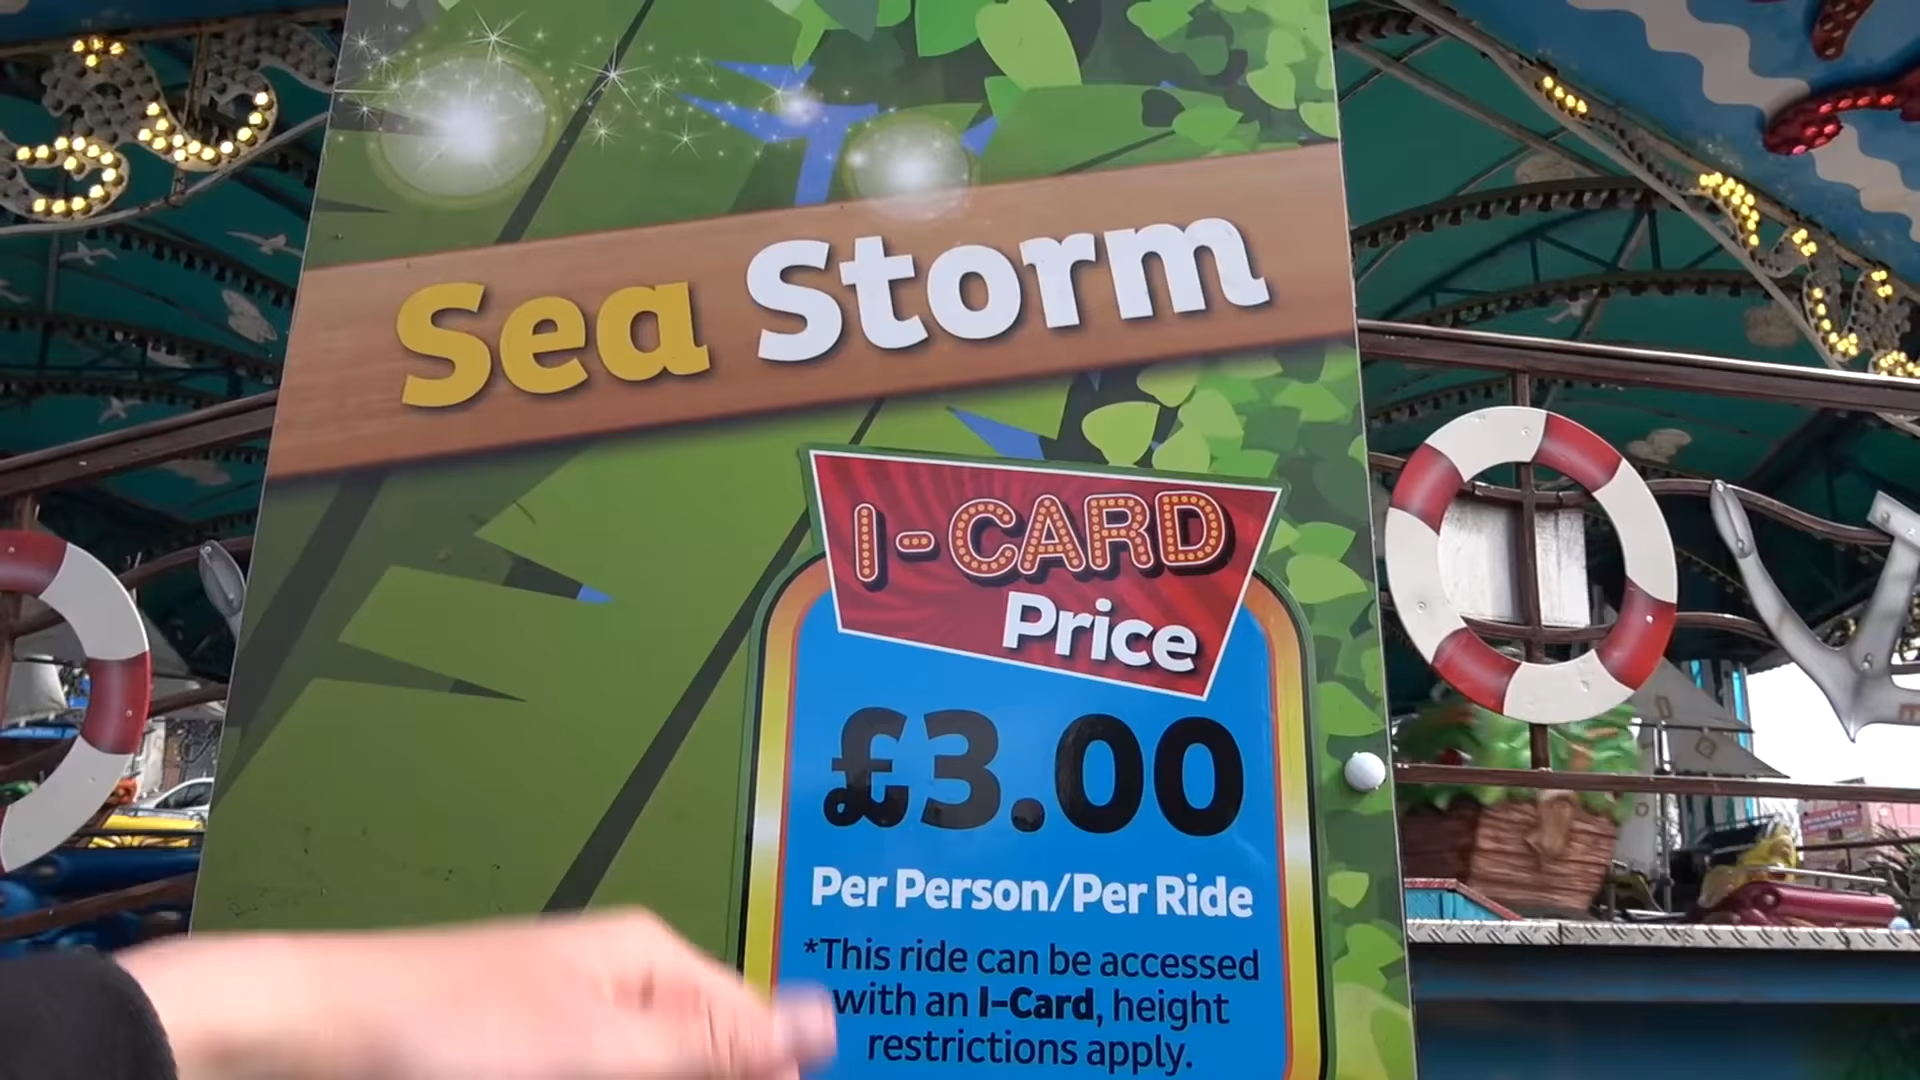 Sea Storm
I-CARD
Price
£3.00
Per Person/Per Ride
*This ride can be accessed
with an I-Card, height
restrictions apply.